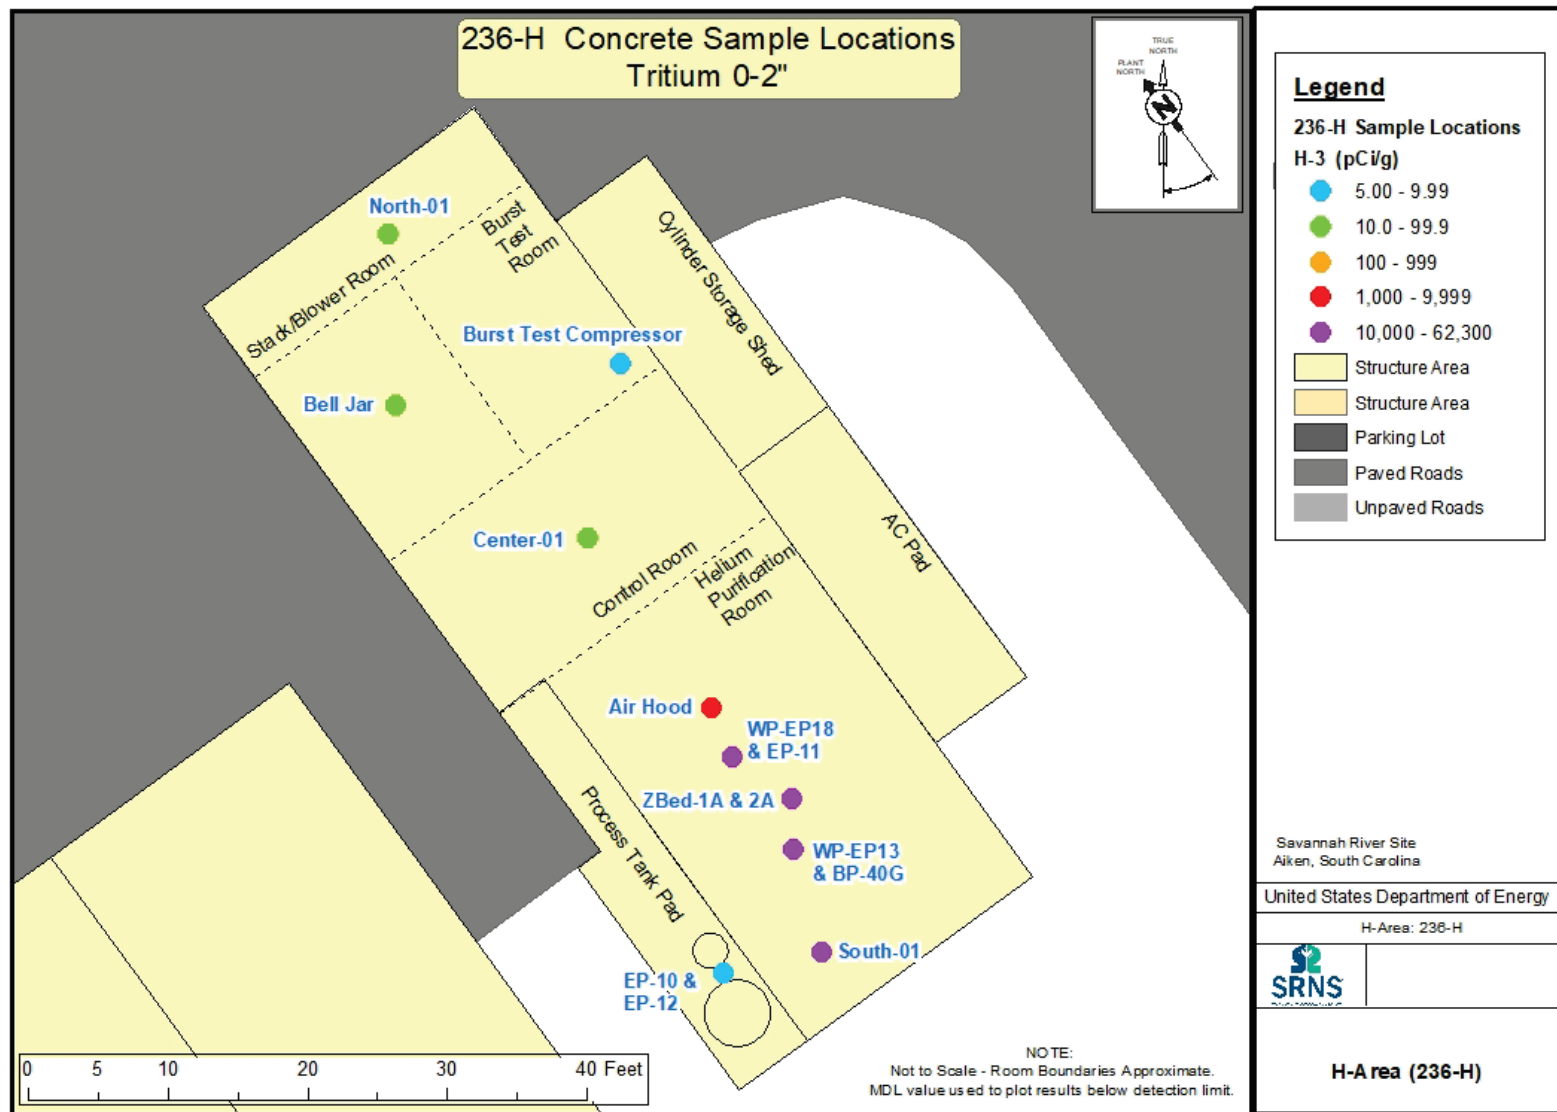 236-H Concrete Sample Locations
Tritium 0-2"
TRUE
NORTH
PLANT
NORTH
N
North-01
Burst
Test
Room
Stack/Blower Room
Cylinder Storage Shed
Burst Test Compressor
Bell Jar
Center-01
Control Room
Helium
Purification
Room
AC Pad
Air Hood
WP-EP18
& EP-11
ZBed-1A & 2A
Process Tank Pad
WP-EP13
& BP-40G
South-01
EP-10 &
EP-12
0 5 10 20 30 40 Feet
NOTE:
Not to Scale - Room Boundaries Approximate.
MDL value used to plot results below detection limit.
Legend
236-H Sample Locations
H-3 (pCi/g)
5.00 - 9.99
10.0 - 99.9
100 - 999
1,000 - 9,999
10,000 - 62,300
Structure Area
Structure Area
Parking Lot
Paved Roads
Unpaved Roads
Savannah River Site
Aiken, South Carolina
United States Department of Energy
H-Area: 236-H
SRNS
H-Area (236-H)